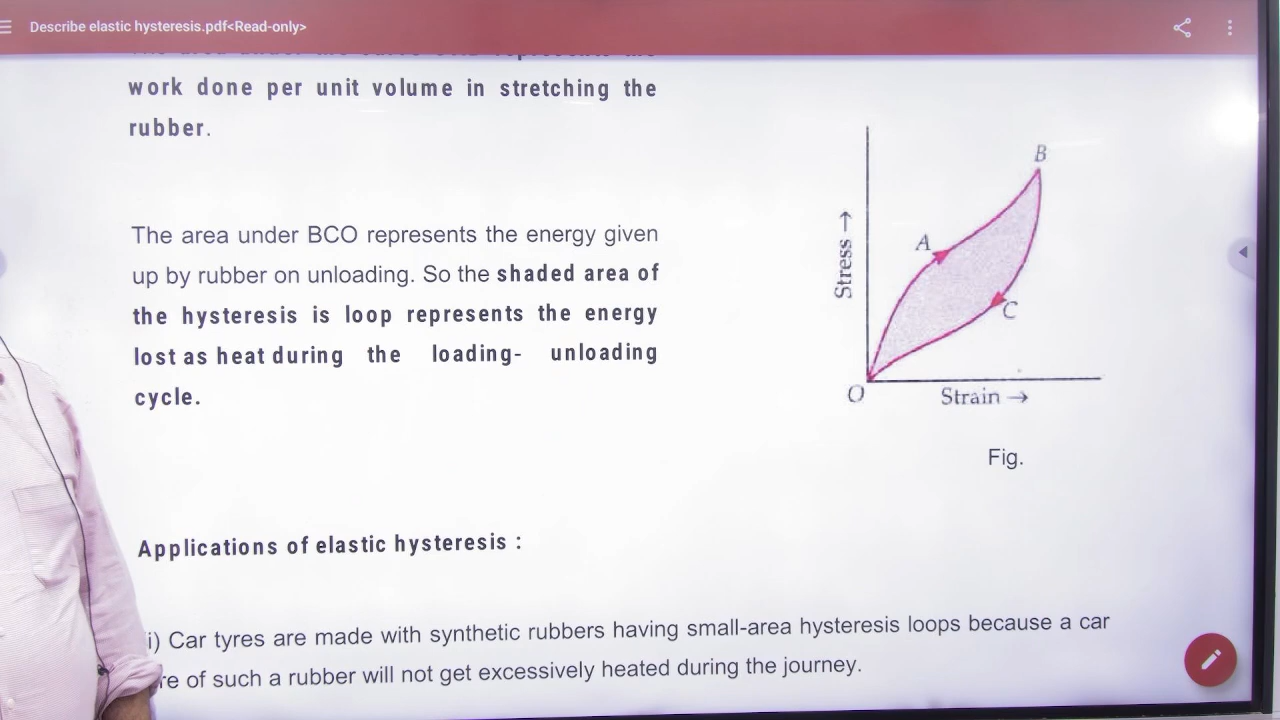 Describe elastic hysteresis.pdf<Read-only>
work done per unit volume in stretching the
rubber.
The area under BCO represents the energy given
up by rubber on unloading. So the shaded area of
the hysteresis is loop represents the energy
lost as heat during the loading- unloading
cycle.
B
A
C
Stress →
O
Strain →
Fig.
Applications of elastic hysteresis :
i) Car tyres are made with synthetic rubbers having small-area hysteresis loops because a car
re of such a rubber will not get excessively heated during the journey.